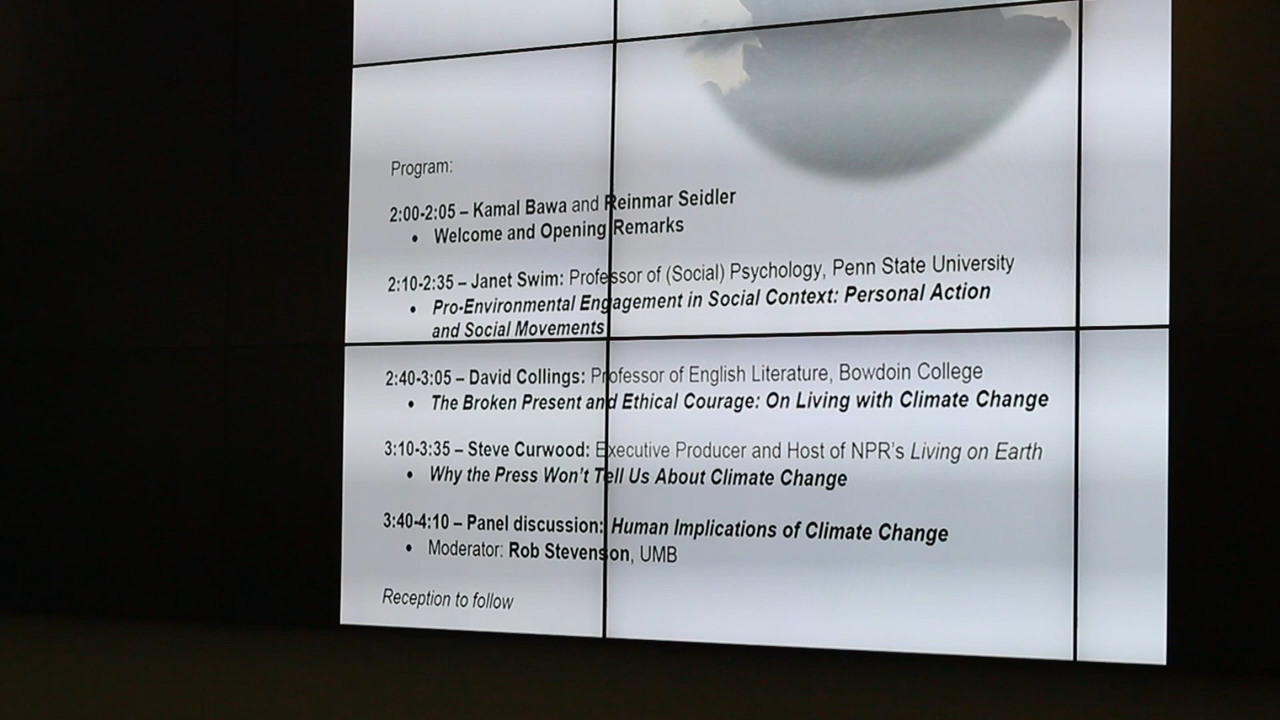 Program:
2:00-2:05 – Kamal Bawa and Reinmar Seidler
• Welcome and Opening Remarks
2:10-2:35 – Janet Swim: Professor of (Social) Psychology, Penn State University
• Pro-Environmental Engagement in Social Context: Personal Action
and Social Movements
2:40-3:05 – David Collings: Professor of English Literature, Bowdoin College
• The Broken Present and Ethical Courage: On Living with Climate Change
3:10-3:35 – Steve Curwood: Executive Producer and Host of NPR's Living on Earth
• Why the Press Won't Tell Us About Climate Change
3:40-4:10 – Panel discussion: Human Implications of Climate Change
• Moderator: Rob Stevenson, UMB
Reception to follow